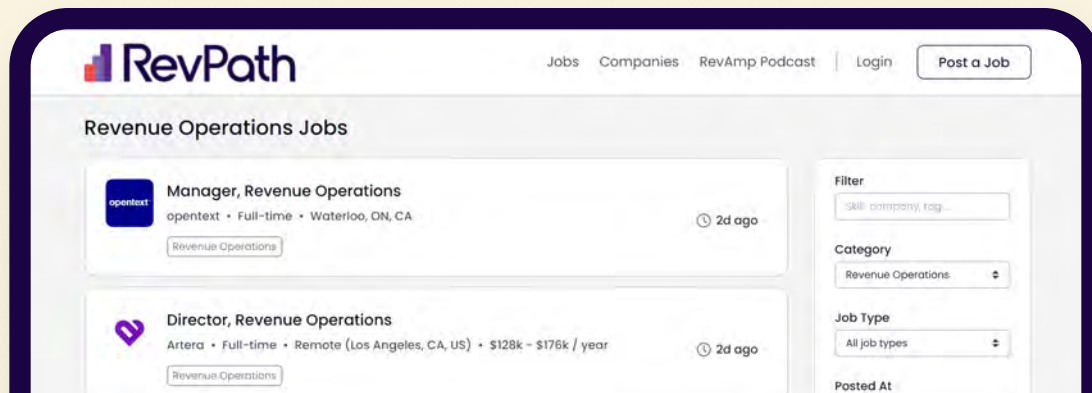 RevPath
Jobs Companies RevAmp Podcast Login Post a Job
Revenue Operations Jobs
opentext
Manager, Revenue Operations
opentext • Full-time • Waterloo, ON, CA
2d ago
Revenue Operations
Director, Revenue Operations
Artera • Full-time • Remote (Los Angeles, CA, US) • $128k - $176k / year
2d ago
Revenue Operations
Filter
Skill, company, tag...
Category
Revenue Operations
Job Type
All job types
Posted At